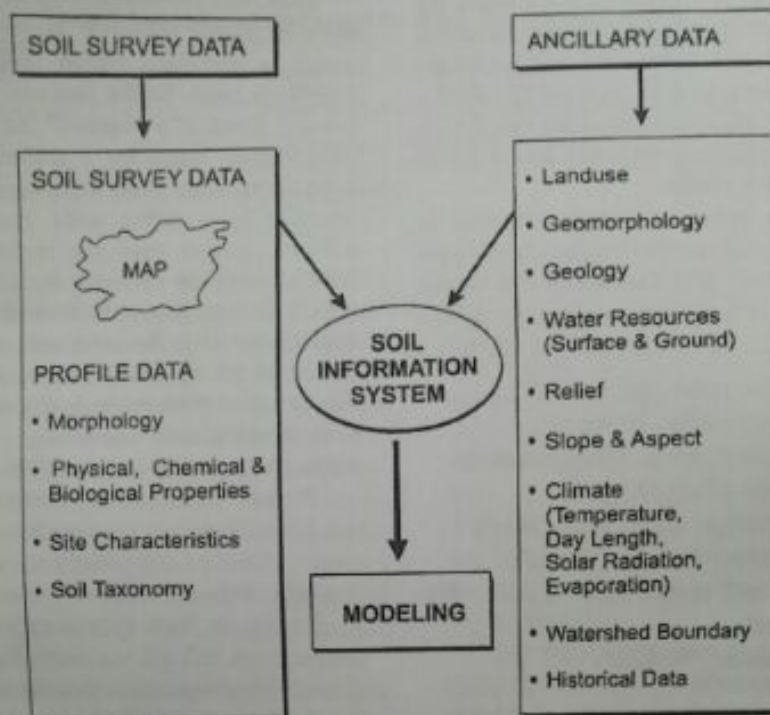 SOIL SURVEY DATA
SOIL SURVEY DATA
MAP
PROFILE DATA
• Morphology
• Physical, Chemical &
Biological Properties
• Site Characteristics
• Soil Taxonomy
SOIL
INFORMATION
SYSTEM
MODELING
ANCILLARY DATA
• Landuse
• Geomorphology
• Geology
• Water Resources
(Surface & Ground)
• Relief
• Slope & Aspect
• Climate
(Temperature,
Day Length,
Solar Radiation,
Evaporation)
• Watershed Boundary
• Historical Data